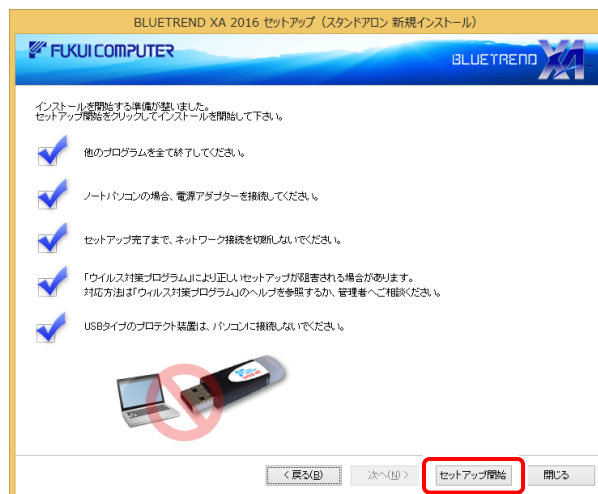 BLUETREND XA 2016 セットアップ（スタンドアロン 新規インストール）
FUKUI COMPUTER
BLUETREND XA
インストールを開始する準備が整いました。
セットアップ開始をクリックしてインストールを開始して下さい。
他のプログラムを全て終了してください。
ノートパソコンの場合、電源アダプターを接続してください。
セットアップ完了まで、ネットワーク接続を切断しないでください。
「ウイルス対策プログラム」により正しいセットアップが阻害される場合があります。
対応方法は「ウィルス対策プログラム」のヘルプを参照するか、管理者へご相談ください。
USBタイプのプロテクト装置は、パソコンに接続しないでください。
< 戻る(B)
次へ(N) >
セットアップ開始
閉じる